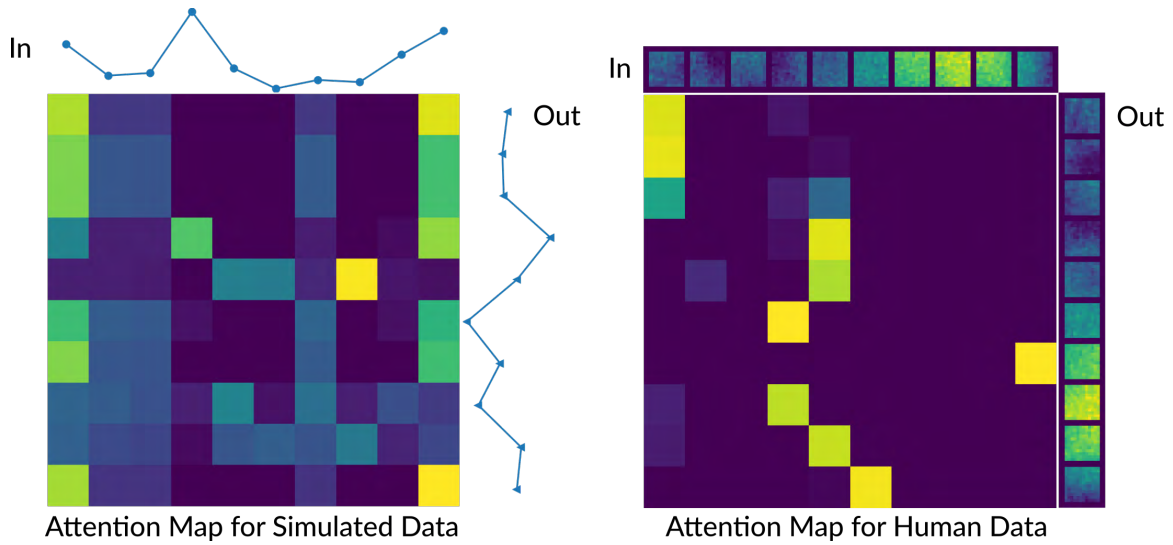 In
Out
Attention Map for Simulated Data
In
Out
Attention Map for Human Data